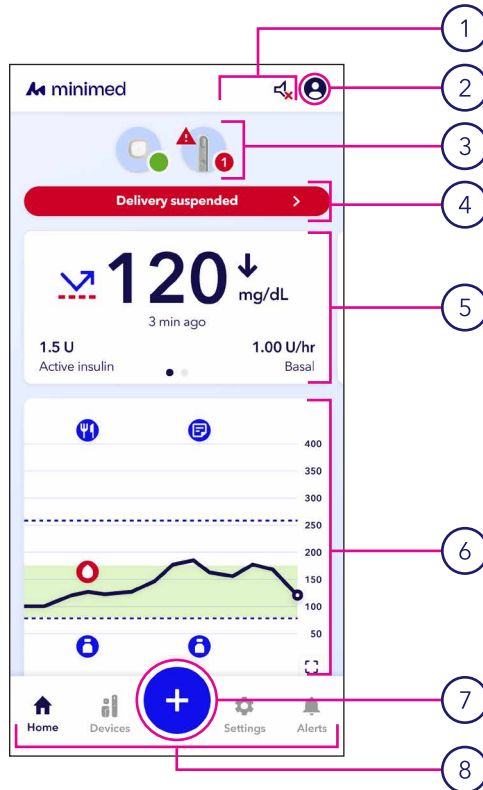 1
minimed
2
1
3
Delivery suspended
4
120 mg/dL
3 min ago
5
1.5 U
1.00 U/hr
Active insulin
Basal
400
350
300
250
200
6
150
100
50
+
7
Home
Devices
Settings
Alerts
8